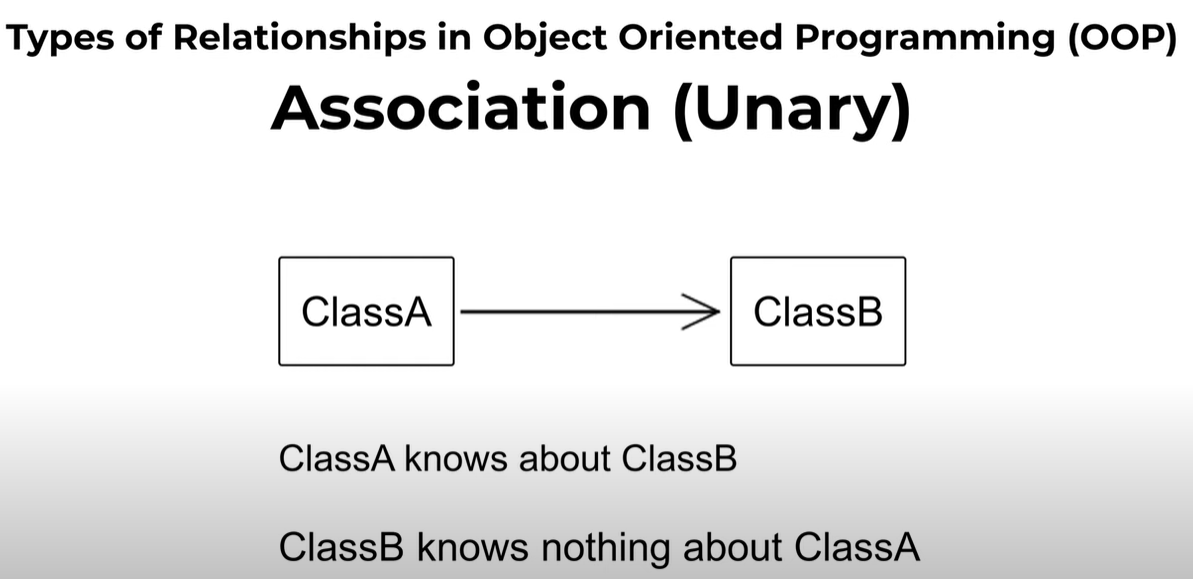 Types of Relationships in Object Oriented Programming (OOP)
Association (Unary)
ClassA
ClassB
ClassA knows about ClassB
ClassB knows nothing about ClassA